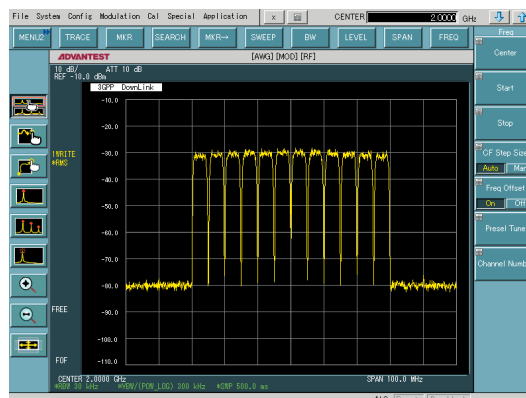 File System Config Modulation Cal Special Application x CENTER 2.0000 GHz
MENU2 TRACE MKR SEARCH MKR→ SWEEP BW LEVEL SPAN FREQ
Freq
ADVANTEST [AWG] [MOD] [RF]
Center
10 dB/ ATT 10 dB
REF -10.0 dBm
3GPP DownLink
Start
-10.0
-20.0
Stop
1WRITE
*RMS
-30.0
CF Step Size
Auto Man
-40.0
Freq Offset
On Off
-50.0
Presel Tune
-60.0
Channel Numb
-70.0
-80.0
FREE
-90.0
-100.0
FOF
-110.0
CENTER 2.0000 GHz SPAN 100.0 MHz
*RBW 30 kHz *VBW/(POW_LOG) 300 kHz *SWP 500.0 ms